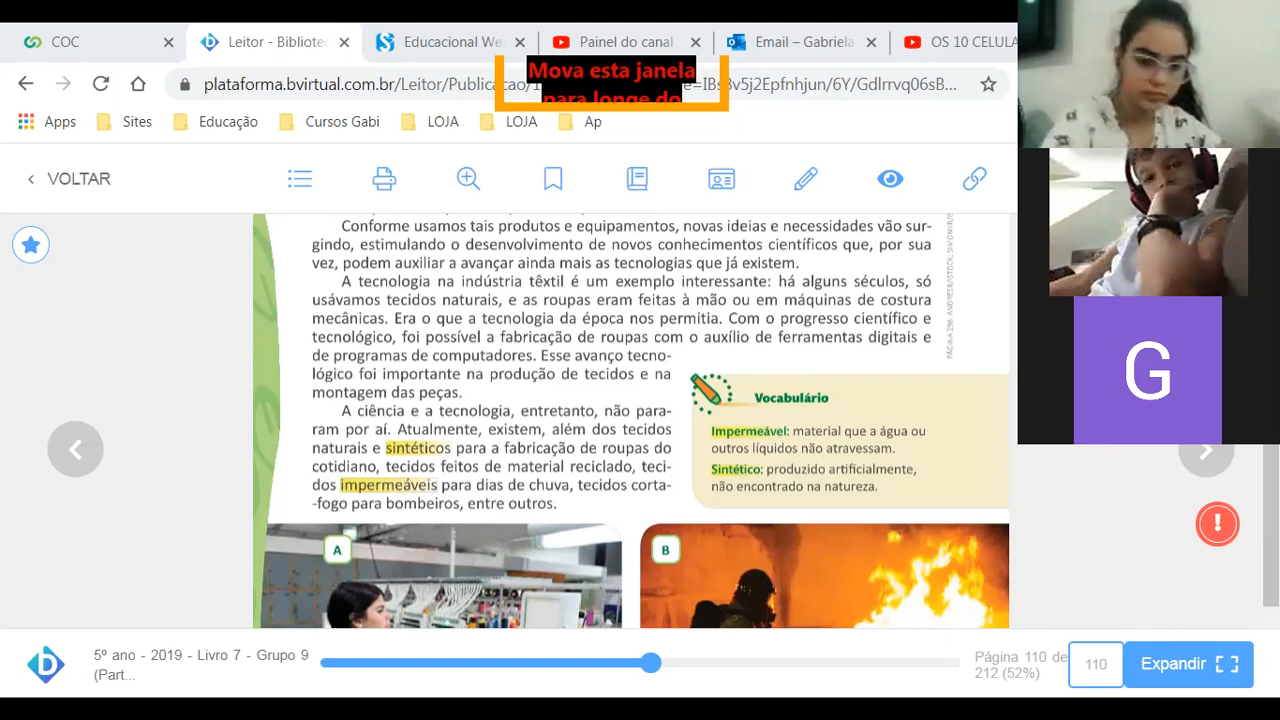 COC
Leitor - Bibliotec
Educacional We
Painel do canal
Email – Gabriela
OS 10 CELULA
Mova esta janela
para longe do
plataforma.bvirtual.com.br/Leitor/Publicacao/1
Apps
Sites
Educação
Cursos Gabi
LOJA
LOJA
Ap
VOLTAR
Conforme usamos tais produtos e equipamentos, novas ideias e necessidades vão sur-
gindo, estimulando o desenvolvimento de novos conhecimentos científicos que, por sua
vez, podem auxiliar a avançar ainda mais as tecnologias que já existem.
A tecnologia na indústria têxtil é um exemplo interessante: há alguns séculos, só
usávamos tecidos naturais, e as roupas eram feitas à mão ou em máquinas de costura
mecânicas. Era o que a tecnologia da época nos permitia. Com o progresso científico e
tecnológico, foi possível a fabricação de roupas com o auxílio de ferramentas digitais e
de programas de computadores. Esse avanço tecno-
lógico foi importante na produção de tecidos e na
montagem das peças.
A ciência e a tecnologia, entretanto, não para-
ram por aí. Atualmente, existem, além dos tecidos
naturais e sintéticos para a fabricação de roupas do
cotidiano, tecidos feitos de material reciclado, teci-
dos impermeáveis para dias de chuva, tecidos corta-
-fogo para bombeiros, entre outros.
Vocabulário
Impermeável: material que a água ou
outros líquidos não atravessam.
Sintético: produzido artificialmente,
não encontrado na natureza.
A
B
G
5º ano - 2019 - Livro 7 - Grupo 9
(Part...
Página 110 de
212 (52%)
110
Expandir